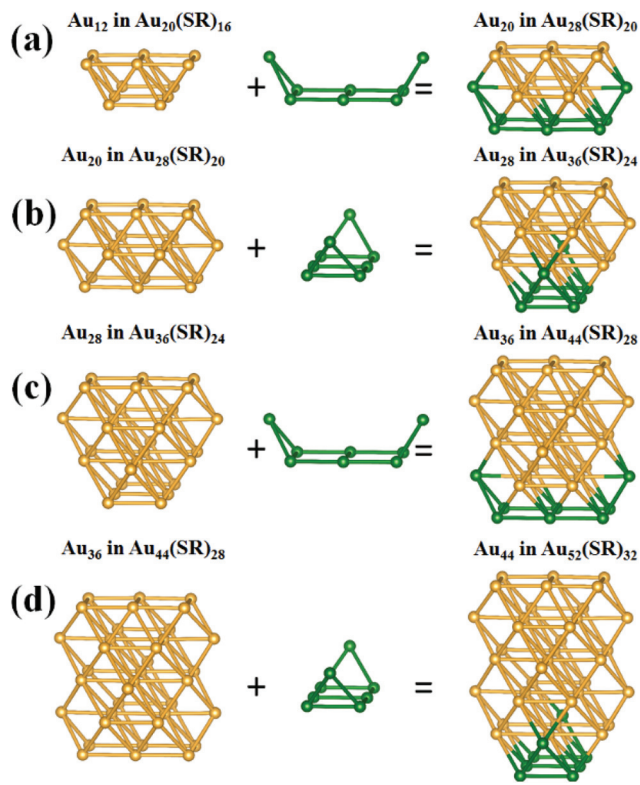 (a)
Au₁₂ in Au₂₀(SR)₁₆
+
=
Au₂₀ in Au₂₈(SR)₂₀
(b)
Au₂₀ in Au₂₈(SR)₂₀
+
=
Au₂₈ in Au₃₆(SR)₂₄
(c)
Au₂₈ in Au₃₆(SR)₂₄
+
=
Au₃₆ in Au₄₄(SR)₂₈
(d)
Au₃₆ in Au₄₄(SR)₂₈
+
=
Au₄₄ in Au₅₂(SR)₃₂